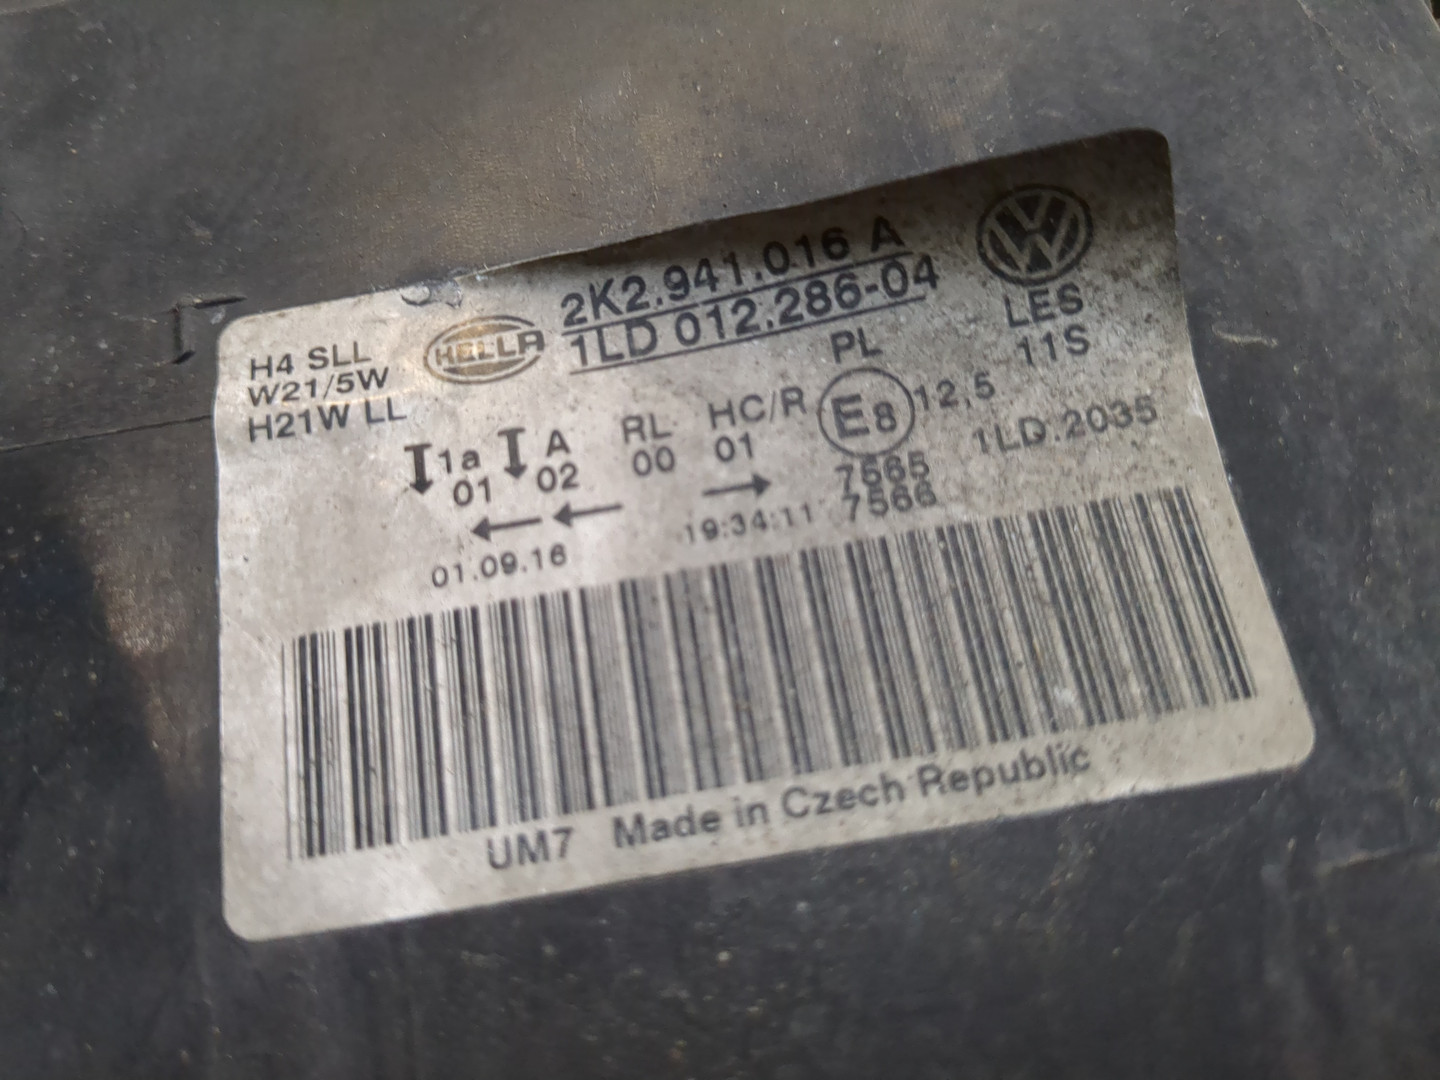 2K2.941.016 A
1LD 012.286-04
HELLA
H4 SLL
W21/5W
H21W LL
LES
11S
PL
1a
01
A
02
RL
00
HC/R
01
E8
12,5
1LD.2035
7565
7566
01.09.16
19:34:11
UM7 Made in Czech Republic